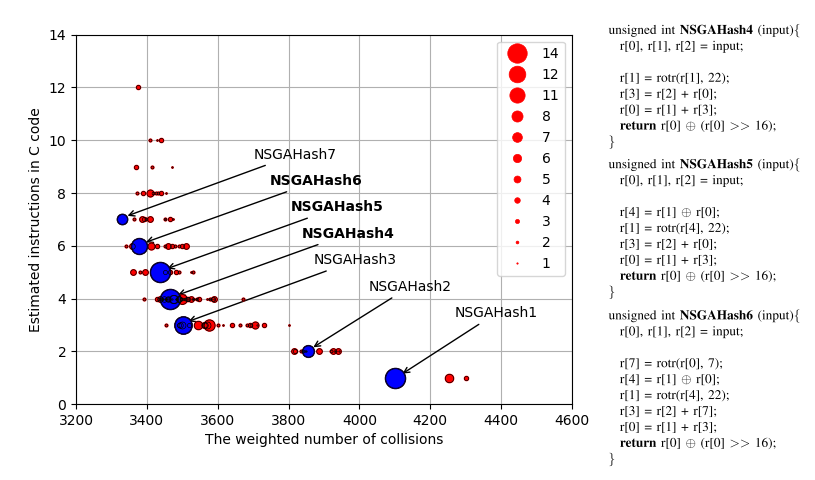 Estimated instructions in C code
14
12
10
8
6
4
2
0
3200 3400 3600 3800 4000 4200 4400 4600
The weighted number of collisions
NSGAHash7
NSGAHash6
NSGAHash5
NSGAHash4
NSGAHash3
NSGAHash2
NSGAHash1
14
12
11
8
7
6
5
4
3
2
1
unsigned int NSGAHash4 (input){
r[0], r[1], r[2] = input;
r[1] = rotr(r[1], 22);
r[3] = r[2] + r[0];
r[0] = r[1] + r[3];
return r[0] ⊕ (r[0] >> 16);
}
unsigned int NSGAHash5 (input){
r[0], r[1], r[2] = input;
r[4] = r[1] ⊕ r[0];
r[1] = rotr(r[4], 22);
r[3] = r[2] + r[0];
r[0] = r[1] + r[3];
return r[0] ⊕ (r[0] >> 16);
}
unsigned int NSGAHash6 (input){
r[0], r[1], r[2] = input;
r[7] = rotr(r[0], 7);
r[4] = r[1] ⊕ r[0];
r[1] = rotr(r[4], 22);
r[3] = r[2] + r[7];
r[0] = r[1] + r[3];
return r[0] ⊕ (r[0] >> 16);
}